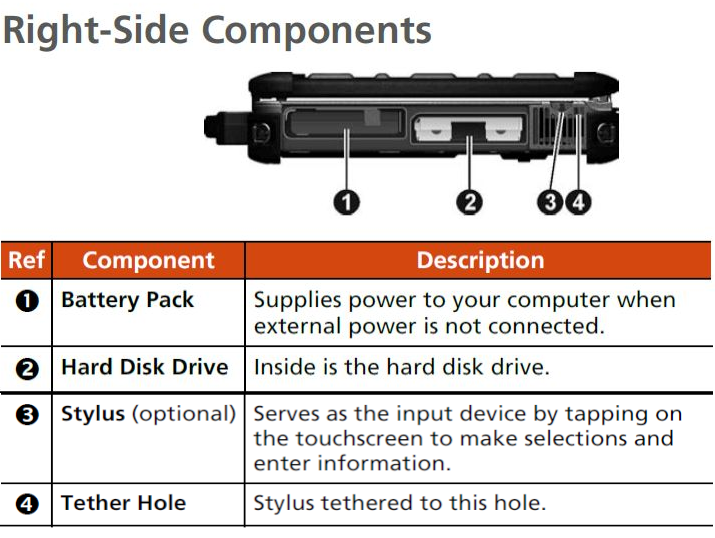 Right-Side Components
❶ ❷ ❸ ❹
Ref Component Description
❶ Battery Pack Supplies power to your computer when
external power is not connected.
❷ Hard Disk Drive Inside is the hard disk drive.
❸ Stylus (optional) Serves as the input device by tapping on
the touchscreen to make selections and
enter information.
❹ Tether Hole Stylus tethered to this hole.